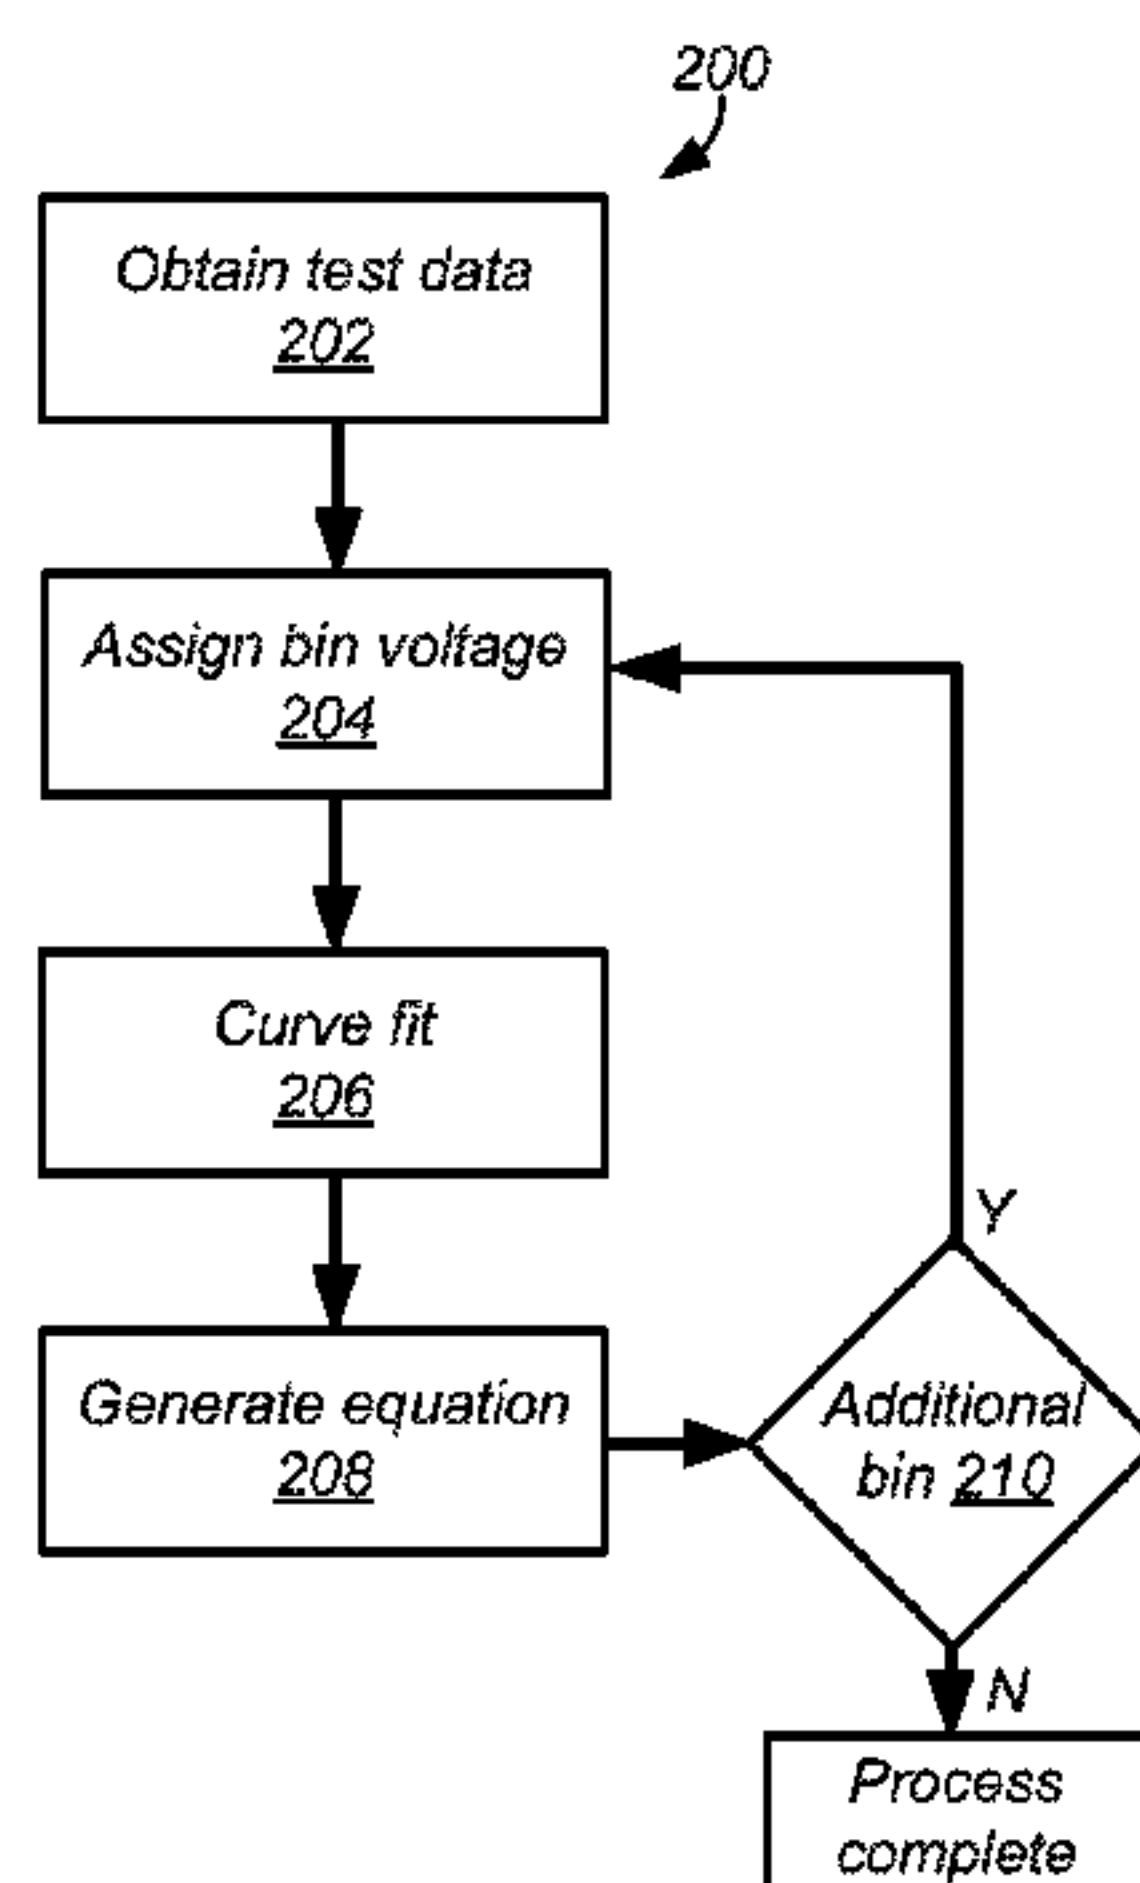 200
Obtain test data
202
Assign bin voltage
204
Curve fit
206
Y
Generate equation
208
Additional
bin 210
N
Process
complete